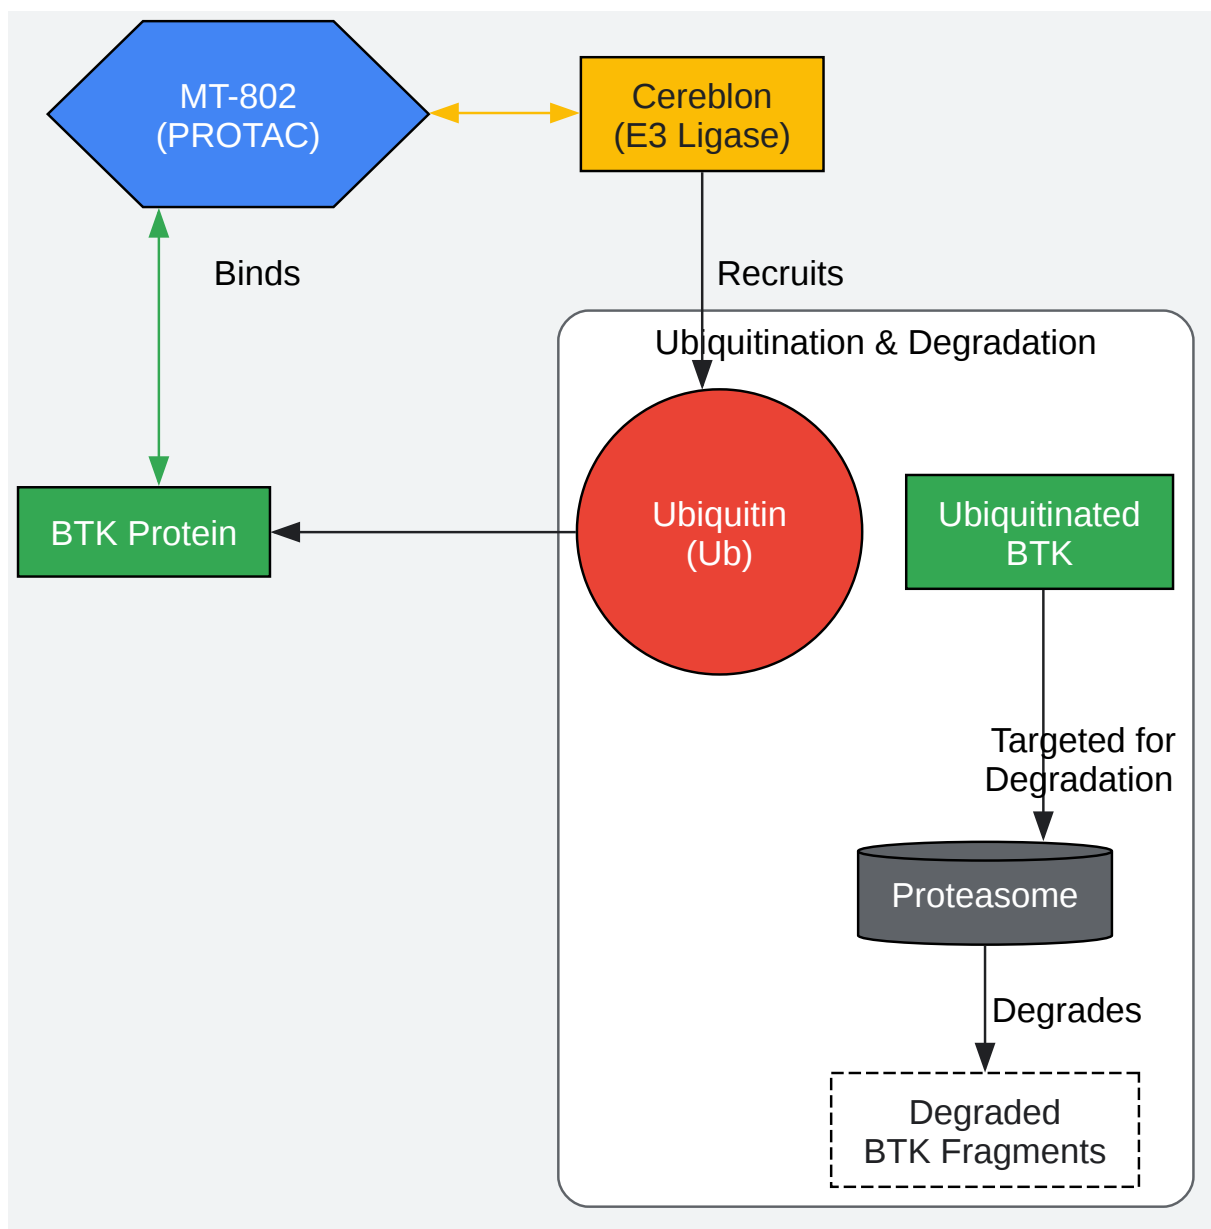 MT-802
(PROTAC)
Cereblon
(E3 Ligase)
Binds
Recruits
Ubiquitination & Degradation
BTK Protein
Ubiquitin
(Ub)
Ubiquitinated
BTK
Targeted for
Degradation
Proteasome
Degrades
Degraded
BTK Fragments